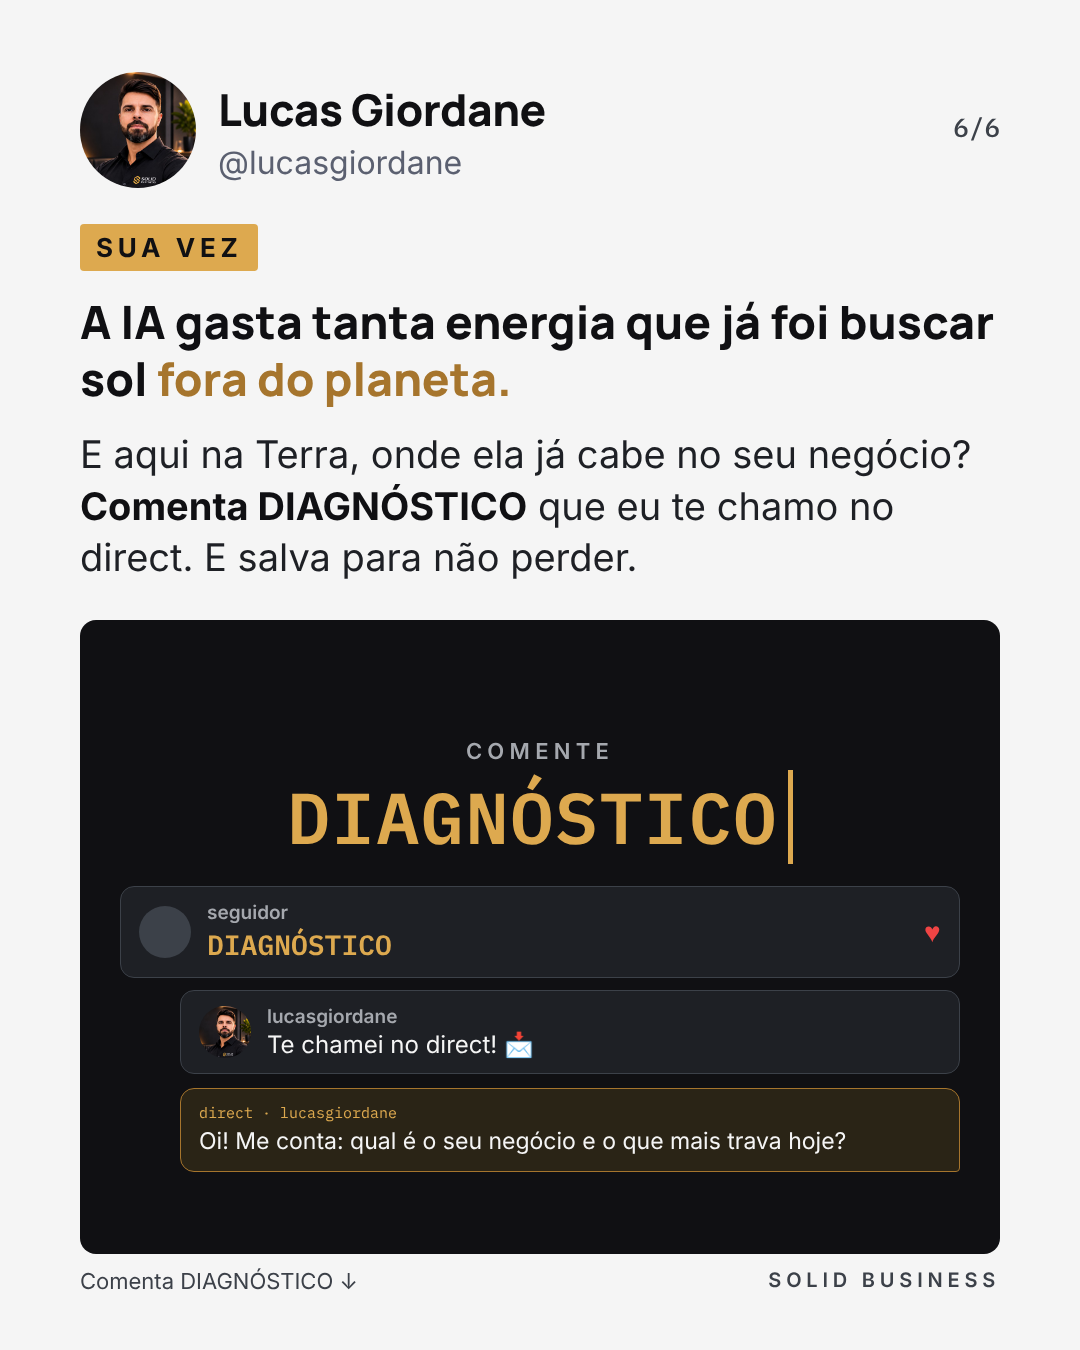 Lucas Giordane
@lucasgiordane
6/6
SUA VEZ
A IA gasta tanta energia que já foi buscar
sol fora do planeta.
E aqui na Terra, onde ela já cabe no seu negócio?
Comenta DIAGNÓSTICO que eu te chamo no
direct. E salva para não perder.
COMENTE
DIAGNÓSTICO
seguidor
DIAGNÓSTICO
♥
lucasgiordane
Te chamei no direct! 📩
direct · lucasgiordane
Oi! Me conta: qual é o seu negócio e o que mais trava hoje?
Comenta DIAGNÓSTICO ↓
SOLID BUSINESS